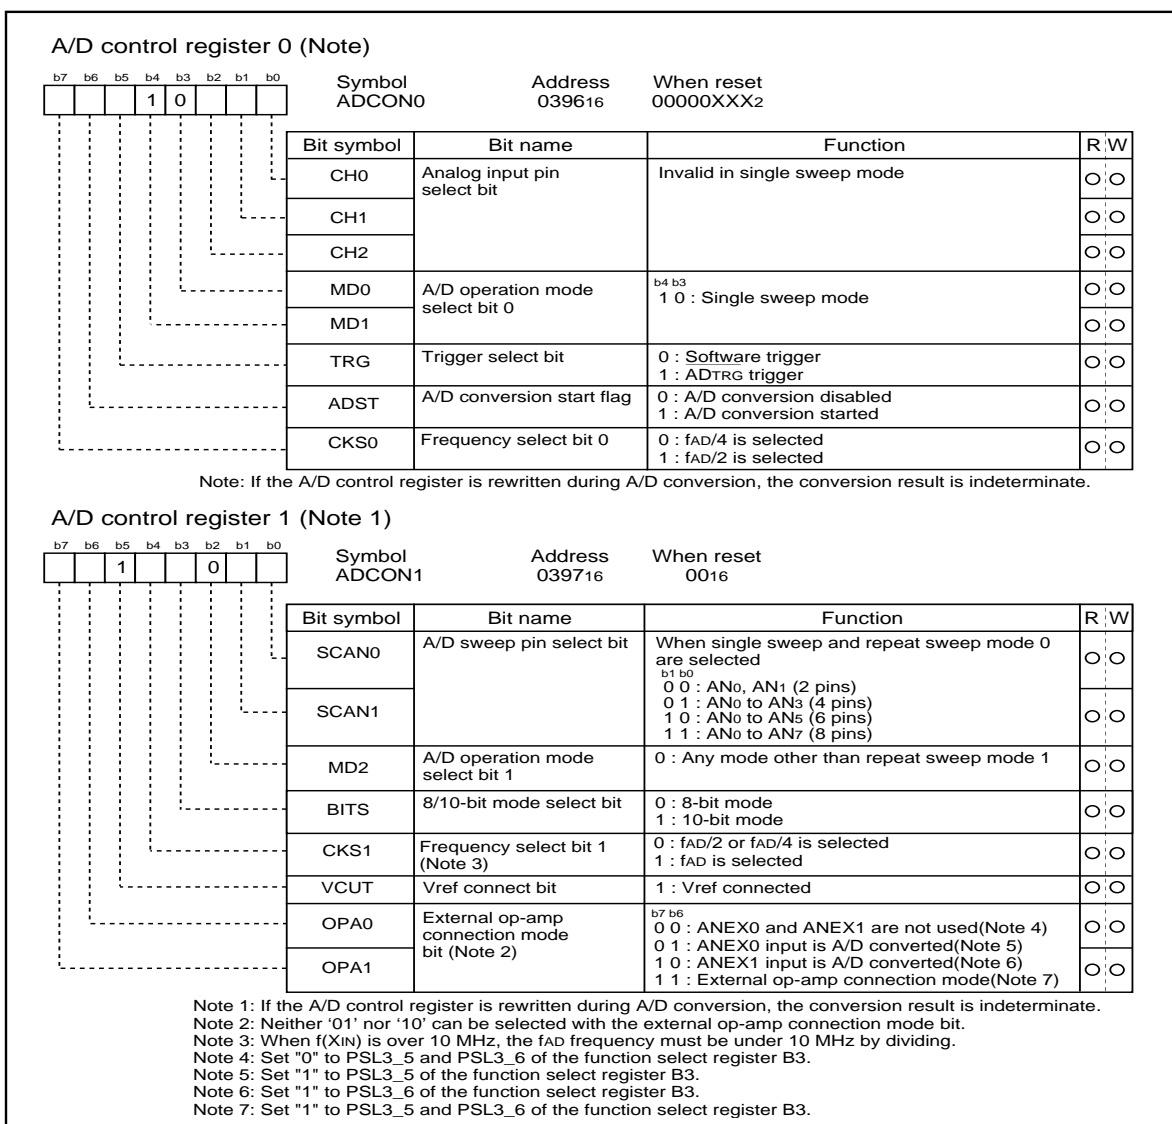 A/D control register 0 (Note)
b7 b6 b5 b4 b3 b2 b1 b0
1 0
Symbol Address When reset
ADCON0 039616 00000XXX2
Bit symbol Bit name Function R W
CH0 Analog input pin select bit Invalid in single sweep mode
CH1
CH2
MD0 A/D operation mode select bit 0 b4 b3
1 0 : Single sweep mode
MD1
TRG Trigger select bit 0 : Software trigger
1 : ADTRG trigger
ADST A/D conversion start flag 0 : A/D conversion disabled
1 : A/D conversion started
CKS0 Frequency select bit 0 0 : fAD/4 is selected
1 : fAD/2 is selected
Note: If the A/D control register is rewritten during A/D conversion, the conversion result is indeterminate.
A/D control register 1 (Note 1)
b7 b6 b5 b4 b3 b2 b1 b0
1 0
Symbol Address When reset
ADCON1 039716 0016
Bit symbol Bit name Function R W
SCAN0 A/D sweep pin select bit When single sweep and repeat sweep mode 0
are selected
b1 b0
0 0 : AN0, AN1 (2 pins)
0 1 : AN0 to AN3 (4 pins)
1 0 : AN0 to AN5 (6 pins)
1 1 : AN0 to AN7 (8 pins)
SCAN1
MD2 A/D operation mode select bit 1 0 : Any mode other than repeat sweep mode 1
BITS 8/10-bit mode select bit 0 : 8-bit mode
1 : 10-bit mode
CKS1 Frequency select bit 1 (Note 3) 0 : fAD/2 or fAD/4 is selected
1 : fAD is selected
VCUT Vref connect bit 1 : Vref connected
OPA0 External op-amp connection mode bit (Note 2) b7 b6
0 0 : ANEX0 and ANEX1 are not used(Note 4)
0 1 : ANEX0 input is A/D converted(Note 5)
1 0 : ANEX1 input is A/D converted(Note 6)
1 1 : External op-amp connection mode(Note 7)
OPA1
Note 1: If the A/D control register is rewritten during A/D conversion, the conversion result is indeterminate.
Note 2: Neither ‘01’ nor ‘10’ can be selected with the external op-amp connection mode bit.
Note 3: When f(XIN) is over 10 MHz, the fAD frequency must be under 10 MHz by dividing.
Note 4: Set "0" to PSL3_5 and PSL3_6 of the function select register B3.
Note 5: Set "1" to PSL3_5 of the function select register B3.
Note 6: Set "1" to PSL3_6 of the function select register B3.
Note 7: Set "1" to PSL3_5 and PSL3_6 of the function select register B3.